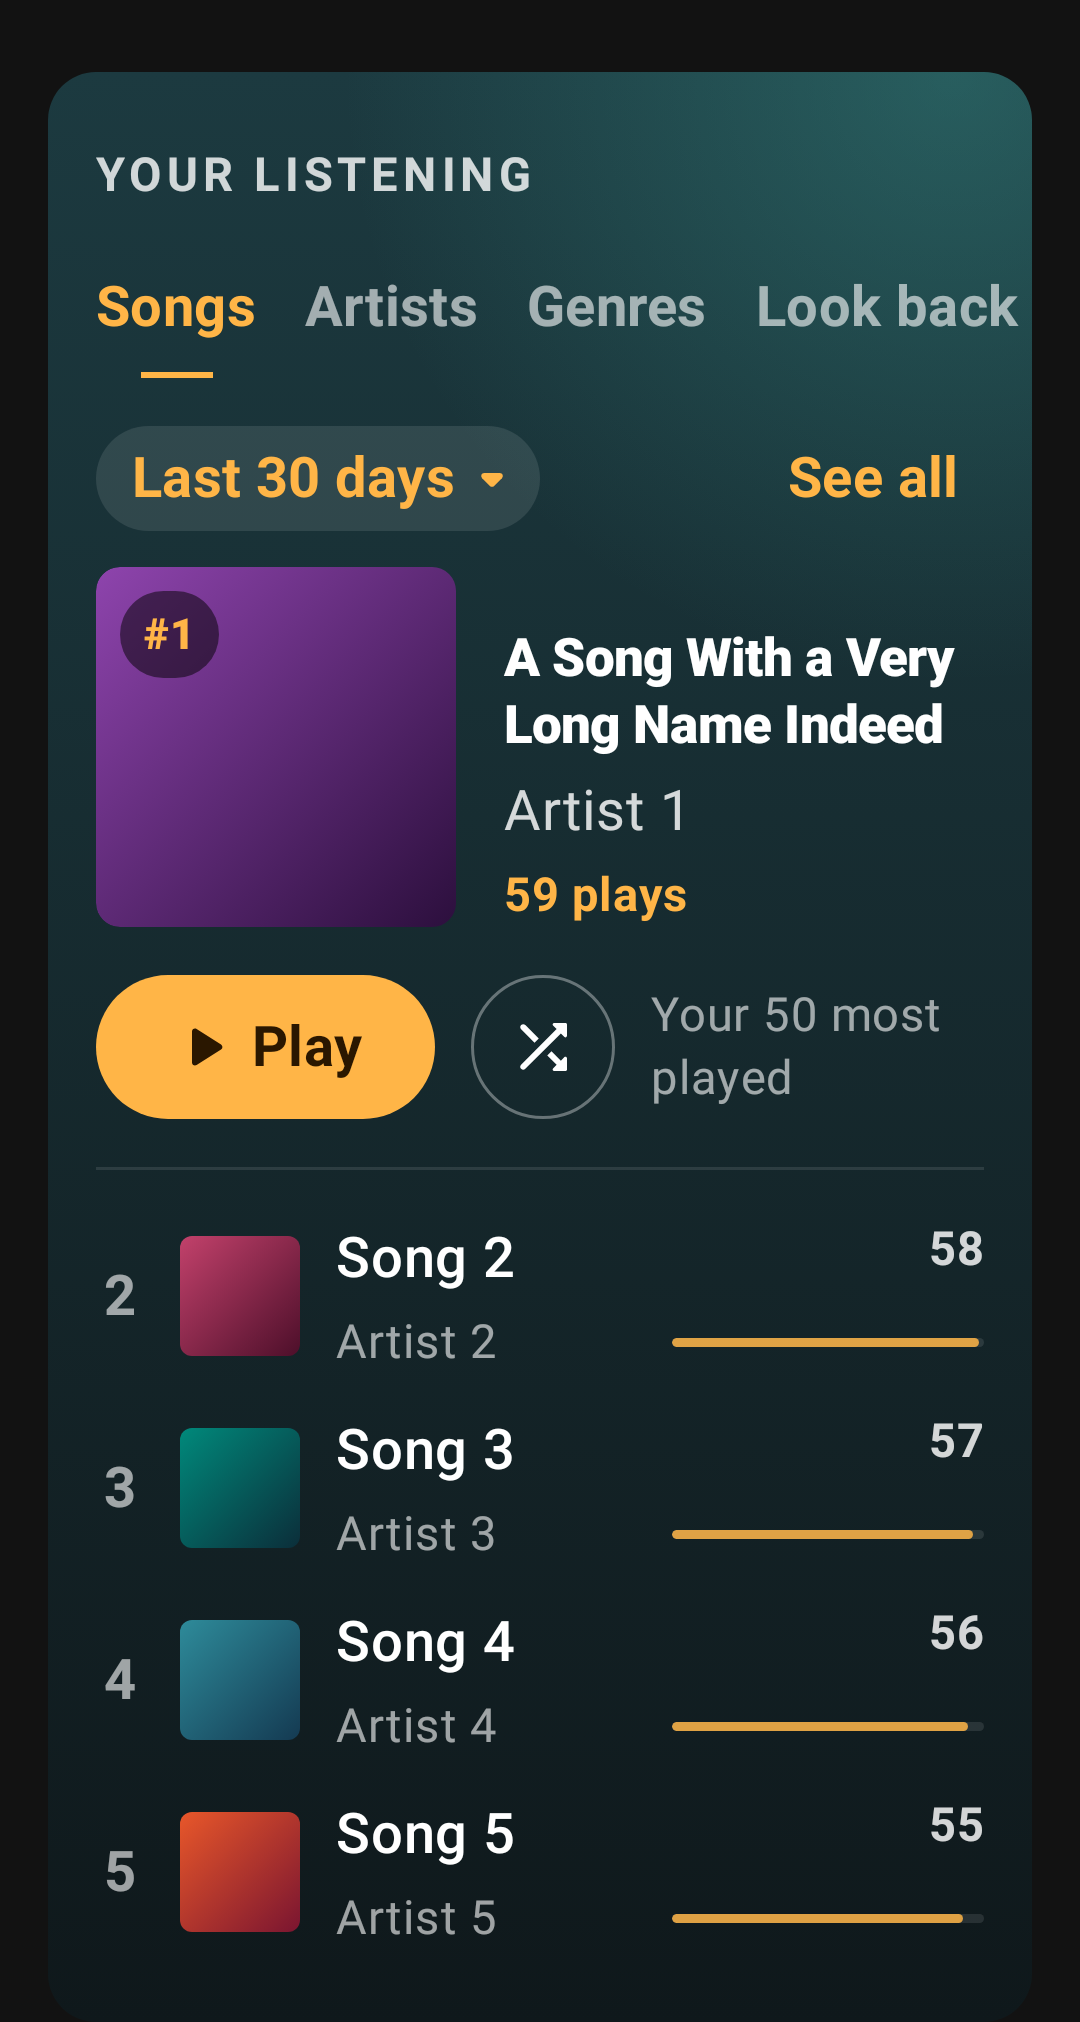 YOUR LISTENING
Songs Artists Genres Look back
Last 30 days See all
#1
A Song With a Very
Long Name Indeed
Artist 1
59 plays
Play
Your 50 most
played
2 Song 2 58
Artist 2
3 Song 3 57
Artist 3
4 Song 4 56
Artist 4
5 Song 5 55
Artist 5